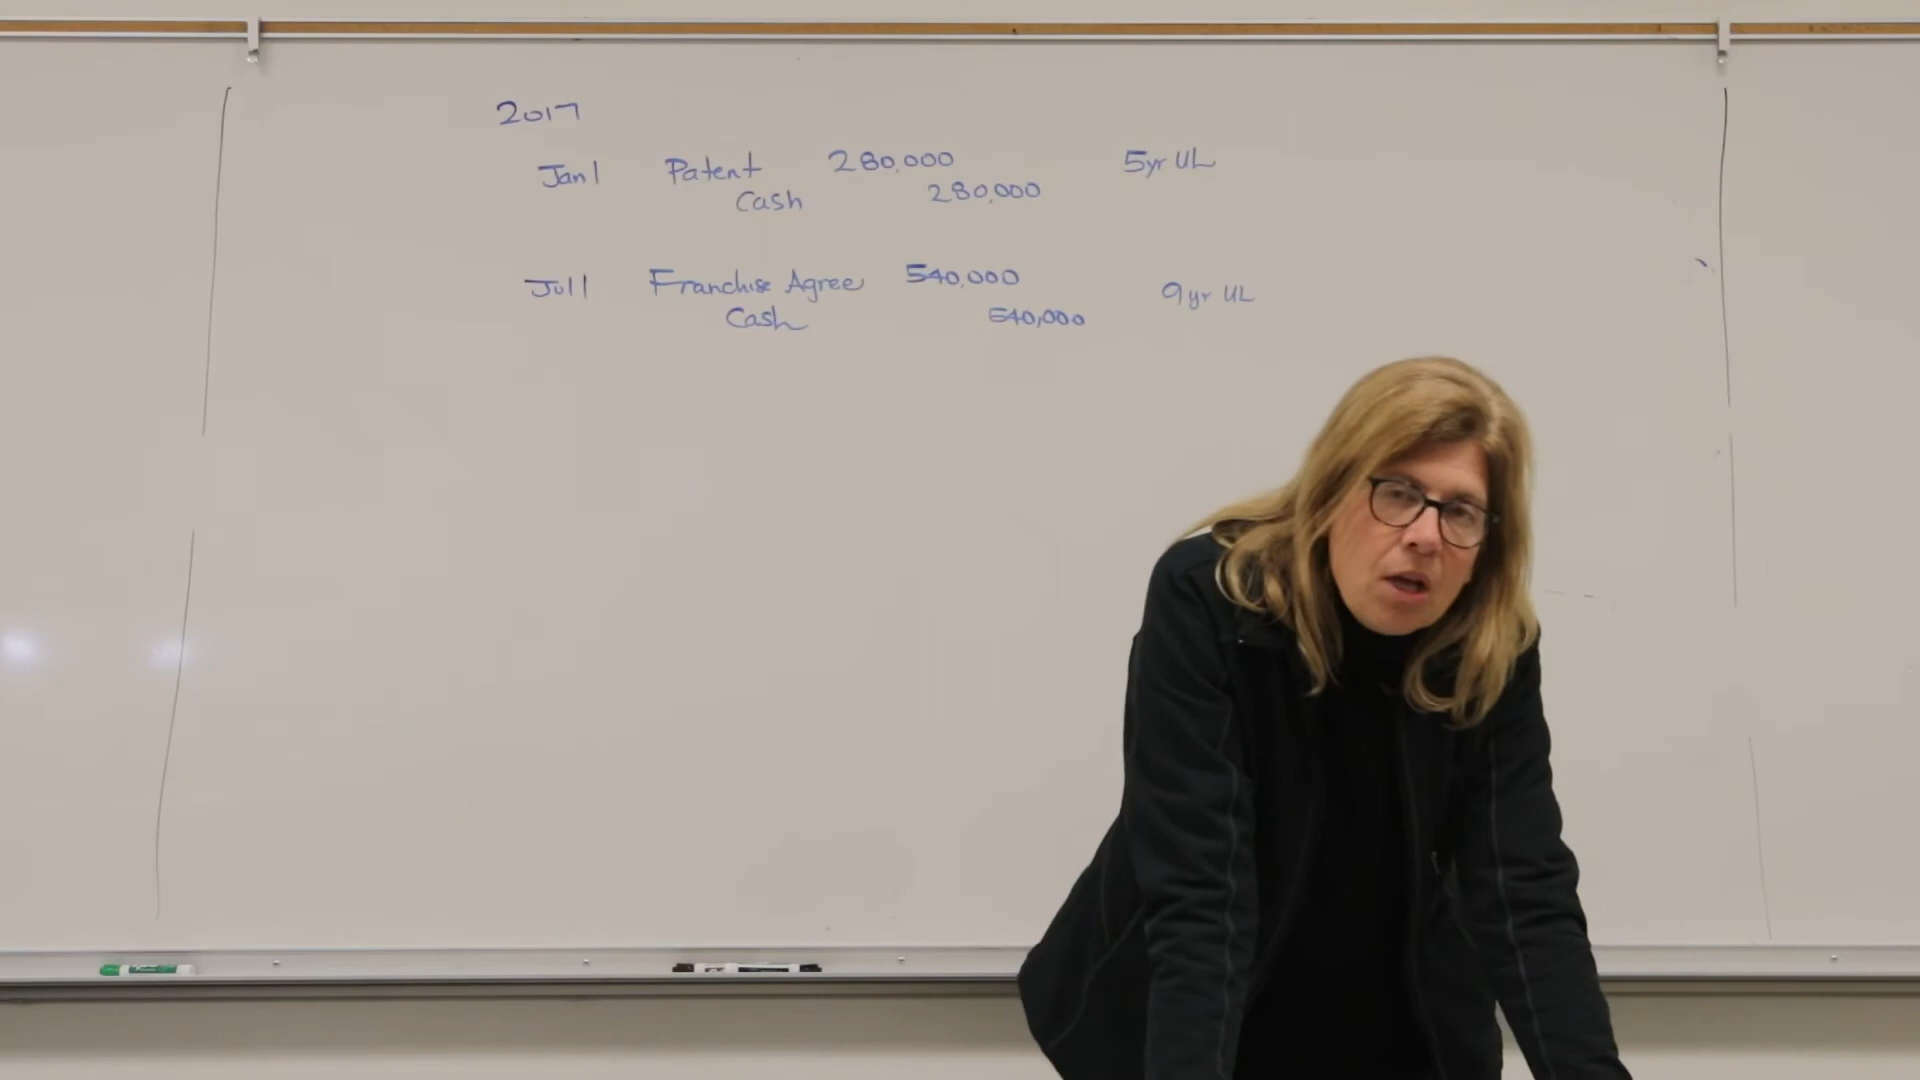 2017
Jan 1 Patent 280,000 5yr UL
Cash 280,000
Jul 1 Franchise Agree 540,000 9yr UL
Cash 540,000